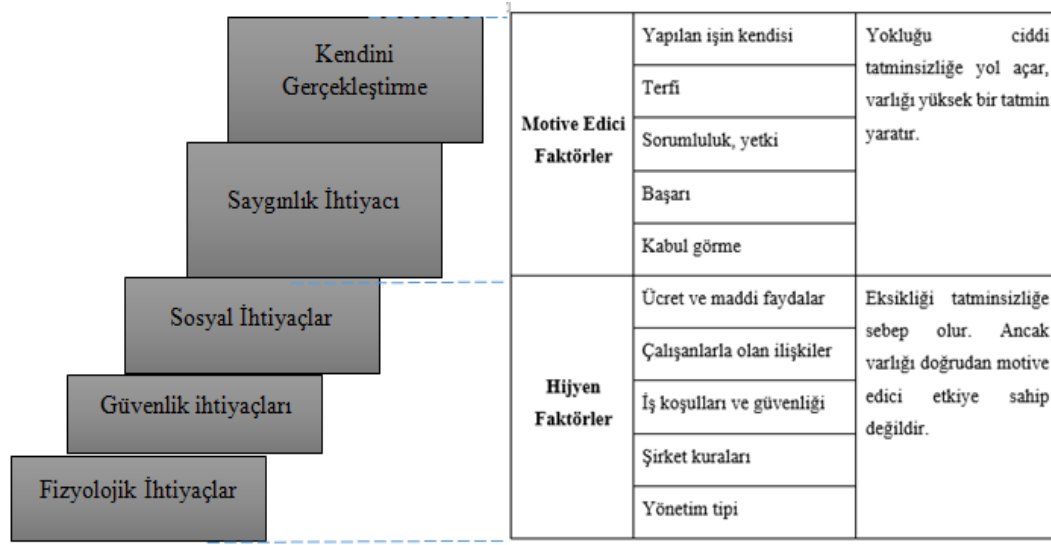 Kendini
Gerçekleştirme
Saygınlık İhtiyacı
Sosyal İhtiyaçlar
Güvenlik ihtiyaçları
Fizyolojik İhtiyaçlar
Motive Edici
Faktörler
Yapılan işin kendisi
Terfi
Sorumluluk, yetki
Başarı
Kabul görme
Yokluğu ciddi
tatminsizliğe yol açar,
varlığı yüksek bir tatmin
yaratır.
Hijyen
Faktörler
Ücret ve maddi faydalar
Çalışanlarla olan ilişkiler
İş koşulları ve güvenliği
Şirket kuraları
Yönetim tipi
Eksikliği tatminsizliğe
sebep olur. Ancak
varlığı doğrudan motive
edici etkiye sahip
değildir.